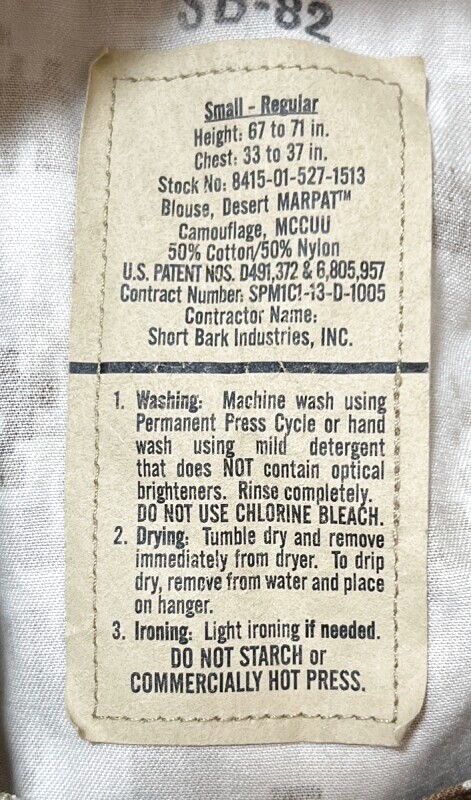 SB-82
Small - Regular
Height: 67 to 71 in.
Chest: 33 to 37 in.
Stock No: 8415-01-527-1513
Blouse, Desert MARPAT™
Camouflage, MCCUU
50% Cotton/50% Nylon
U.S. PATENT NOS. D491,372 & 6,805,957
Contract Number: SPM1C1-13-D-1005
Contractor Name:
Short Bark Industries, INC.
1. Washing: Machine wash using
Permanent Press Cycle or hand
wash using mild detergent
that does NOT contain optical
brighteners. Rinse completely.
DO NOT USE CHLORINE BLEACH.
2. Drying: Tumble dry and remove
immediately from dryer. To drip
dry, remove from water and place
on hanger.
3. Ironing: Light ironing if needed.
DO NOT STARCH or
COMMERCIALLY HOT PRESS.